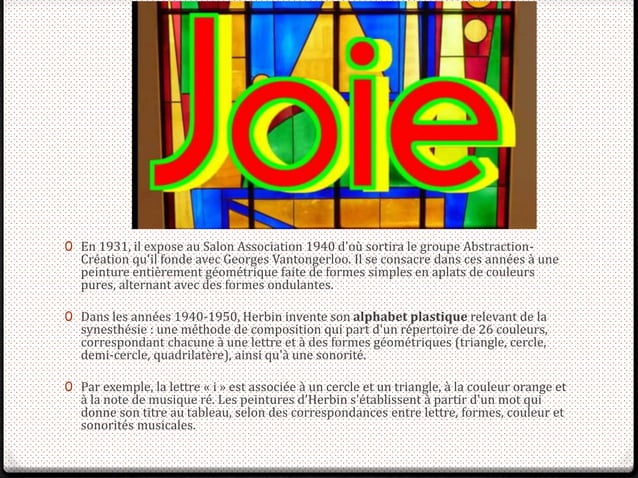 Joie
O En 1931, il expose au Salon Association 1940 d'où sortira le groupe Abstraction-
Création qu'il fonde avec Georges Vantongerloo. Il se consacre dans ces années à une
peinture entièrement géométrique faite de formes simples en aplats de couleurs
pures, alternant avec des formes ondulantes.
O Dans les années 1940-1950, Herbin invente son alphabet plastique relevant de la
synesthésie : une méthode de composition qui part d'un répertoire de 26 couleurs,
correspondant chacune à une lettre et à des formes géométriques (triangle, cercle,
demi-cercle, quadrilatère), ainsi qu'à une sonorité.
O Par exemple, la lettre « i » est associée à un cercle et un triangle, à la couleur orange et
à la note de musique ré. Les peintures d'Herbin s'établissent à partir d'un mot qui
donne son titre au tableau, selon des correspondances entre lettre, formes, couleur et
sonorités musicales.